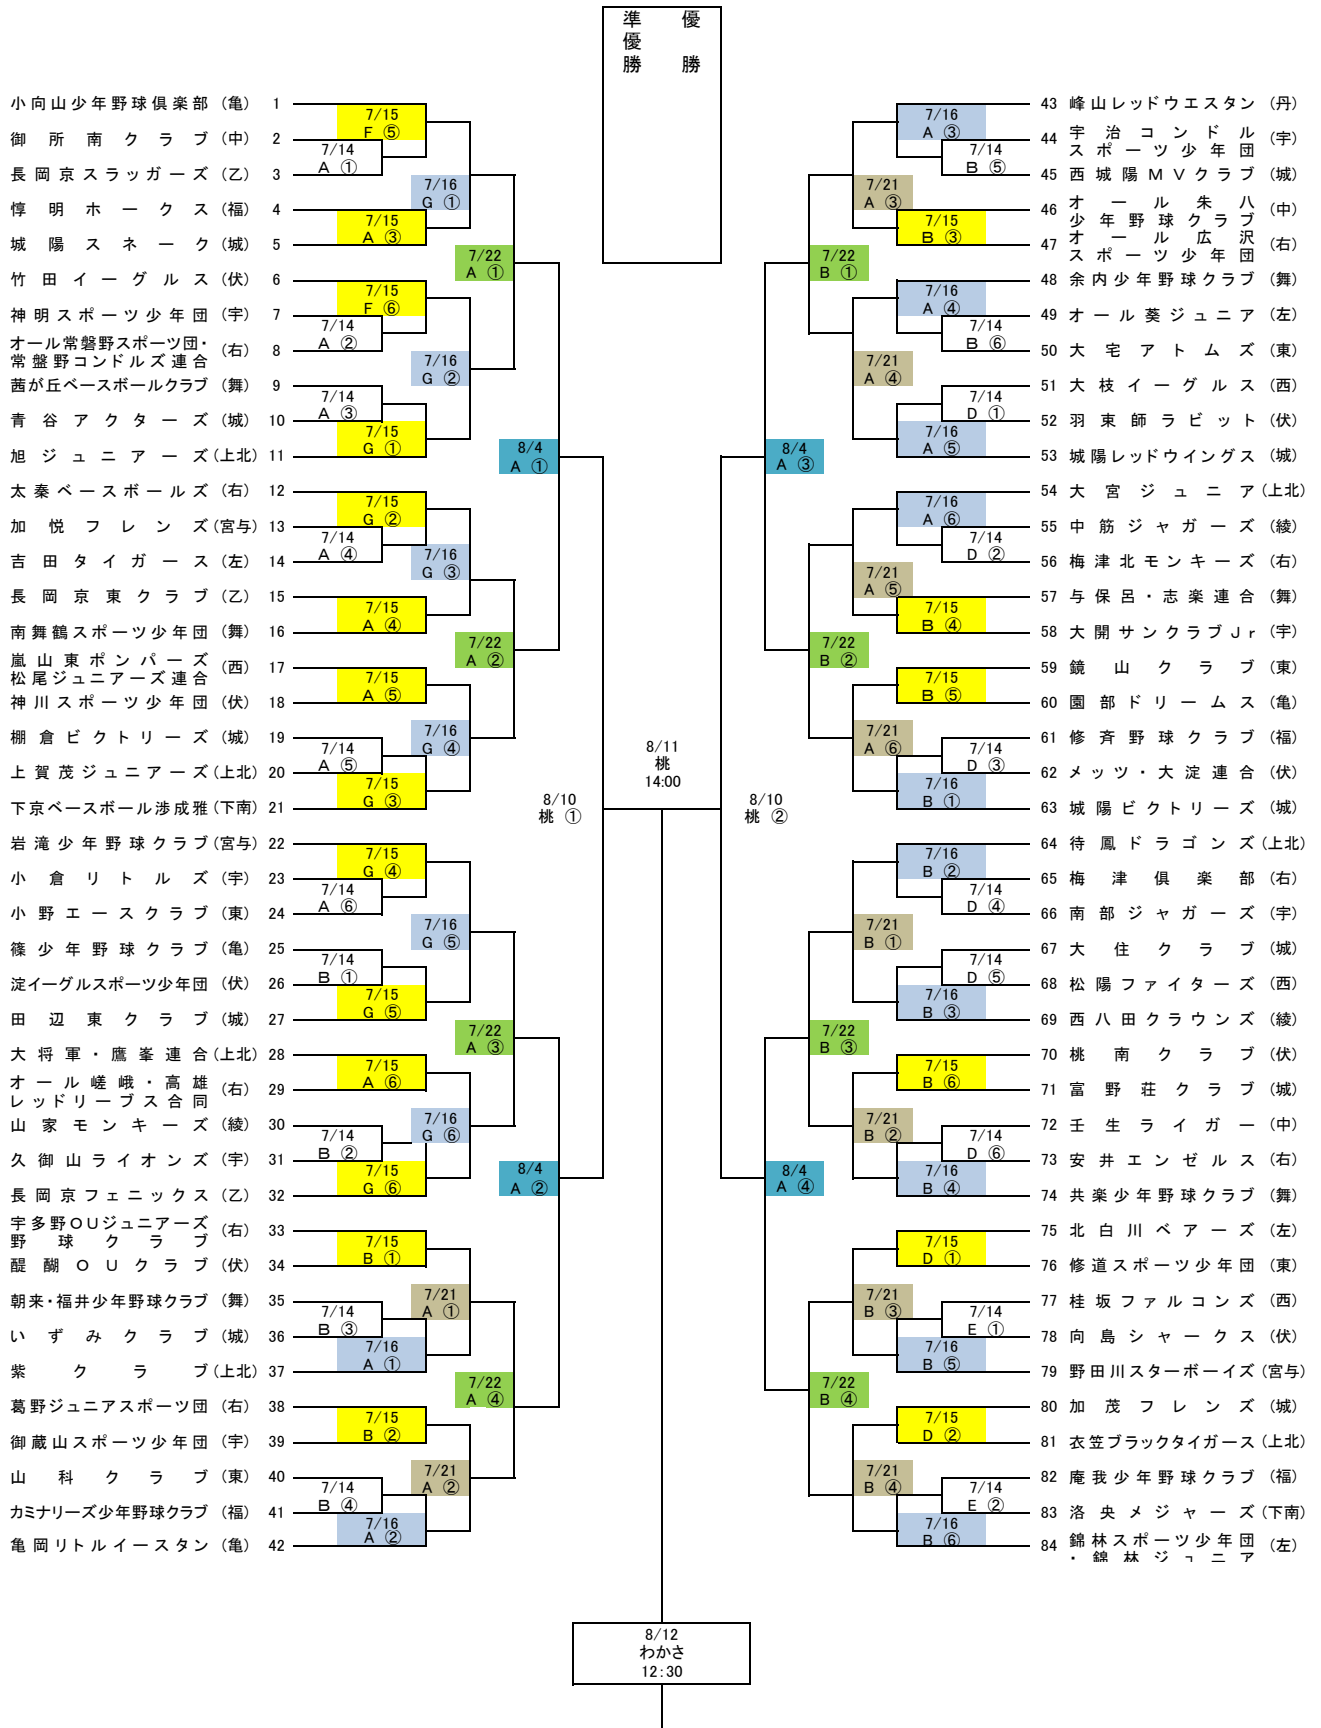 準 優
優
勝 勝
小向山少年野球倶楽部 (亀) 1
御所南クラブ (中) 2
長岡京スラッガーズ (乙) 3
惇明ホークス (福) 4
城陽スネーク (城) 5
竹田イーグルス (伏) 6
神明スポーツ少年団 (宇) 7
オール常磐野スポーツ団・
常盤野コンドルズ連合 (右) 8
茜が丘ベースボールクラブ (舞) 9
青谷アクターズ (城) 10
旭ジュニアーズ (上北) 11
太秦ベースボールズ (右) 12
加悦フレンズ (宮与) 13
吉田タイガース (左) 14
長岡京東クラブ (乙) 15
南舞鶴スポーツ少年団 (舞) 16
嵐山東ポンパーズ
松尾ジュニアーズ連合 (西) 17
神川スポーツ少年団 (伏) 18
棚倉ビクトリーズ (城) 19
上賀茂ジュニアーズ (上北) 20
下京ベースボール渉成雅 (下南) 21
岩滝少年野球クラブ (宮与) 22
小倉リトルズ (宇) 23
小野エースクラブ (東) 24
篠少年野球クラブ (亀) 25
淀イーグルスポーツ少年団 (伏) 26
田辺東クラブ (城) 27
大将軍・鷹峯連合 (上北) 28
オール嵯峨・高雄
レッドリーブス合同 (右) 29
山家モンキーズ (綾) 30
久御山ライオンズ (宇) 31
長岡京フェニックス (乙) 32
宇多野OUジュニアーズ
野球クラブ (右) 33
醍醐OUクラブ (伏) 34
朝来・福井少年野球クラブ (舞) 35
いずみクラブ (城) 36
紫クラブ (上北) 37
葛野ジュニアスポーツ団 (右) 38
御蔵山スポーツ少年団 (宇) 39
山科クラブ (東) 40
カミナリーズ少年野球クラブ (福) 41
亀岡リトルイースタン (亀) 42
7/14
A ①
7/14
A ②
7/14
A ③
7/14
A ④
7/14
A ⑤
7/14
A ⑥
7/14
B ①
7/14
B ②
7/14
B ③
7/14
B ④
7/15
F ⑤
7/15
A ③
7/15
F ⑥
7/15
G ①
7/15
G ②
7/15
A ④
7/15
A ⑤
7/15
G ③
7/15
G ④
7/15
G ⑤
7/15
A ⑥
7/15
G ⑥
7/15
B ①
7/16
A ①
7/15
B ②
7/16
A ②
7/16
G ①
7/16
G ②
7/16
G ③
7/16
G ④
7/16
G ⑤
7/16
G ⑥
7/21
A ①
7/21
A ②
7/22
A ①
7/22
A ②
7/22
A ③
7/22
A ④
8/4
A ①
8/4
A ②
8/10
桃 ①
8/11
桃
14:00
8/10
桃 ②
8/4
A ③
8/4
A ④
7/22
B ①
7/22
B ②
7/22
B ③
7/22
B ④
7/21
A ③
7/21
A ④
7/21
A ⑤
7/21
A ⑥
7/21
B ①
7/21
B ②
7/21
B ③
7/21
B ④
7/16
A ③
7/15
B ③
7/16
A ④
7/16
A ⑤
7/16
A ⑥
7/15
B ④
7/15
B ⑤
7/16
B ①
7/16
B ②
7/16
B ③
7/15
B ⑥
7/16
B ④
7/15
D ①
7/16
B ⑤
7/15
D ②
7/16
B ⑥
7/14
B ⑤
7/14
B ⑥
7/14
D ①
7/14
D ②
7/14
D ③
7/14
D ④
7/14
D ⑤
7/14
D ⑥
7/14
E ①
7/14
E ②
43 峰山レッドウエスタン (丹)
44 宇治コンドル
スポーツ少年団 (宇)
45 西城陽MVクラブ (城)
46 オール朱八
少年野球クラブ (中)
47 オール広沢
スポーツ少年団 (右)
48 余内少年野球クラブ (舞)
49 オール葵ジュニア (左)
50 大宅アトムズ (東)
51 大枝イーグルス (西)
52 羽束師ラビット (伏)
53 城陽レッドウイングス (城)
54 大宮ジュニア (上北)
55 中筋ジャガーズ (綾)
56 梅津北モンキーズ (右)
57 与保呂・志楽連合 (舞)
58 大開サンクラブJr (宇)
59 鏡山クラブ (東)
60 園部ドリームス (亀)
61 修斉野球クラブ (福)
62 メッツ・大淀連合 (伏)
63 城陽ビクトリーズ (城)
64 待鳳ドラゴンズ (上北)
65 梅津倶楽部 (右)
66 南部ジャガーズ (宇)
67 大住クラブ (城)
68 松陽ファイターズ (西)
69 西八田クラウンズ (綾)
70 桃南クラブ (伏)
71 富野荘クラブ (城)
72 壬生ライガー (中)
73 安井エンゼルス (右)
74 共楽少年野球クラブ (舞)
75 北白川ベアーズ (左)
76 修道スポーツ少年団 (東)
77 桂坂ファルコンズ (西)
78 向島シャークス (伏)
79 野田川スターボーイズ (宮与)
80 加茂フレンズ (城)
81 衣笠ブラックタイガース (上北)
82 庵我少年野球クラブ (福)
83 洛央メジャーズ (下南)
84 錦林スポーツ少年団
・錦林ジュニア (左)
8/12
わかさ
12:30